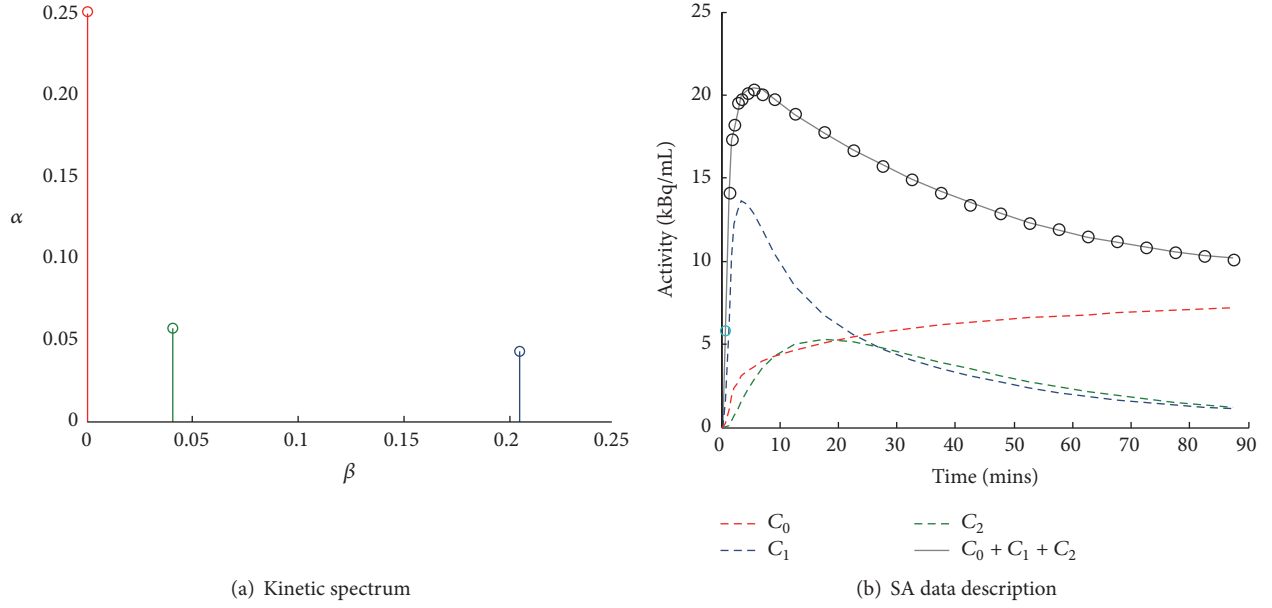 0.25
0.20
0.15
α
0.10
0.05
0
0 0.05 0.1 0.15 0.2 0.25
β
25
20
15
10
5
0
Activity (kBq/mL)
0 10 20 30 40 50 60 70 80 90
Time (mins)
C₀ C₂
C₁ C₀ + C₁ + C₂
(a) Kinetic spectrum
(b) SA data description